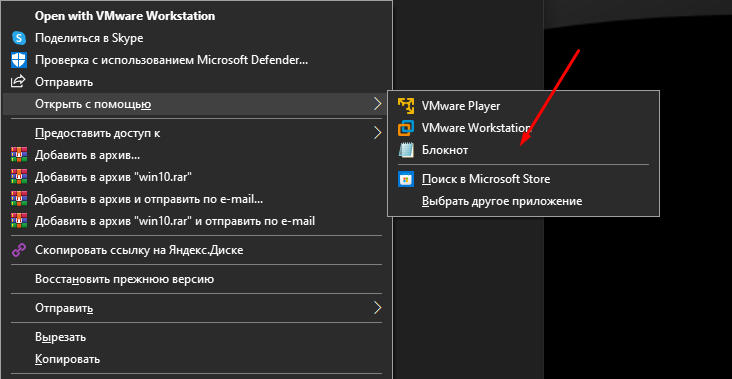 Open with VMware Workstation
Поделиться в Skype
Проверка с использованием Microsoft Defender...
Отправить
Открыть с помощью
Предоставить доступ к
Добавить в архив...
Добавить в архив "win10.rar"
Добавить в архив и отправить по e-mail...
Добавить в архив "win10.rar" и отправить по e-mail
Скопировать ссылку на Яндекс.Диске
Восстановить прежнюю версию
Отправить
Вырезать
Копировать
VMware Player
VMware Workstation
Блокнот
Поиск в Microsoft Store
Выбрать другое приложение